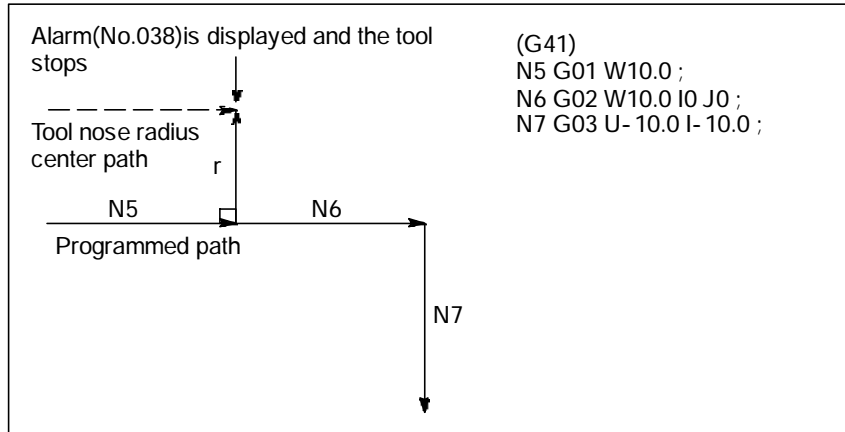 Alarm(No.038)is displayed and the tool
stops
(G41)
N5 G01 W10.0 ;
N6 G02 W10.0 I0 J0 ;
N7 G03 U- 10.0 I- 10.0 ;
Tool nose radius
center path
r
N5
N6
Programmed path
N7